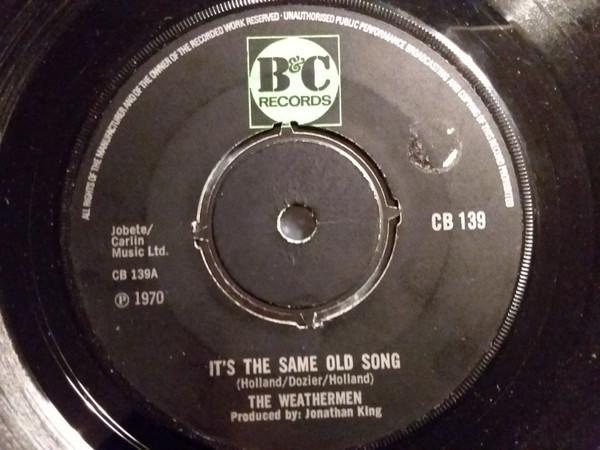 ALL RIGHTS OF THE MANUFACTURER AND OF THE OWNER OF THE RECORDED WORK RESERVED · UNAUTHORISED PUBLIC PERFORMANCE BROADCASTING AND COPYING OF THIS RECORD PROHIBITED
B&C
RECORDS
Jobete/
Carlin
Music Ltd.
CB 139
CB 139A
℗ 1970
IT'S THE SAME OLD SONG
(Holland/Dozier/Holland)
THE WEATHERMEN
Produced by: Jonathan King